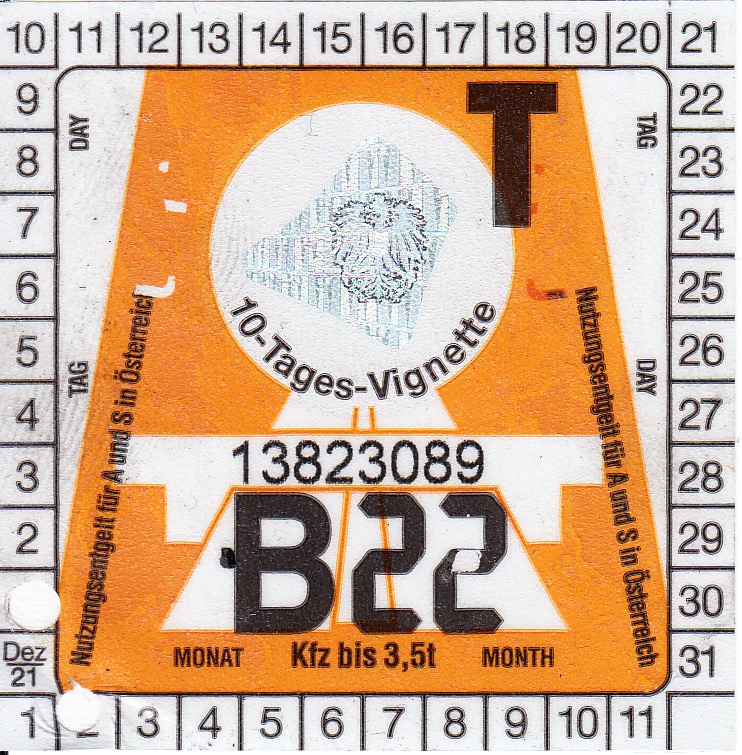 10 11 12 13 14 15 16 17 18 19 20 21
9 22
8 23
7 24
6 25
5 26
4 27
3 28
2 29
30
Dez
21
31
1 2 3 4 5 6 7 8 9 10 11
DAY
TAG
T
TAG
DAY
10-Tages-Vignette
Nutzungsentgelt für A und S in Österreich
Nutzungsentgelt für A und S in Österreich
13823089
B22
MONAT Kfz bis 3,5t MONTH